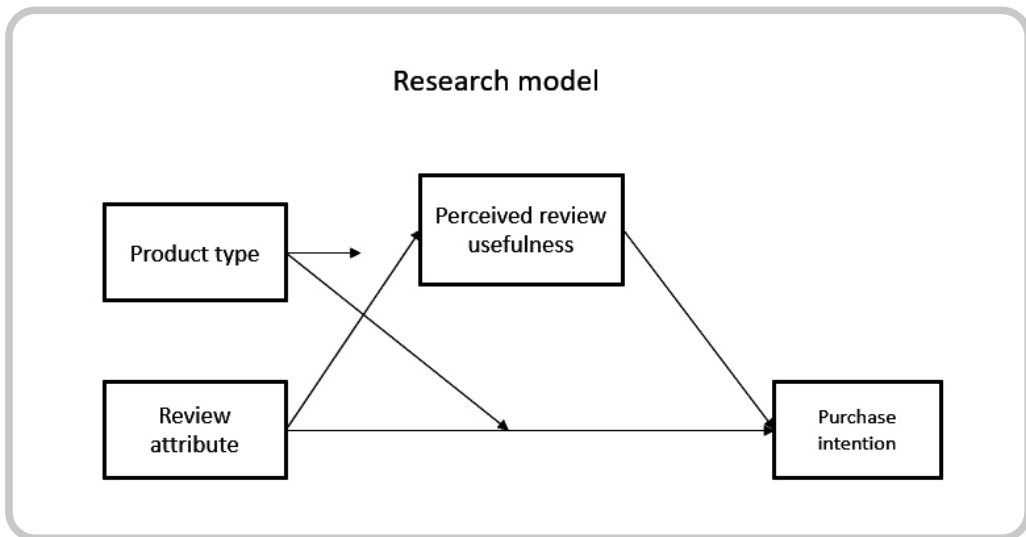 Research model
Perceived review
usefulness
Product type
Review
attribute
Purchase
intention